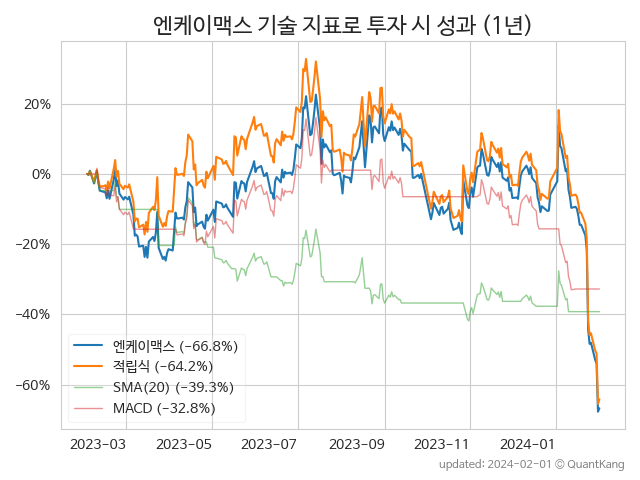 엔케이맥스 기술 지표로 투자 시 성과 (1년)
20%
0%
−20%
−40%
−60%
엔케이맥스 (−66.8%)
적립식 (−64.2%)
SMA(20) (−39.3%)
MACD (−32.8%)
2023−03 2023−05 2023−07 2023−09 2023−11 2024−01
updated: 2024−02−01 © QuantKang